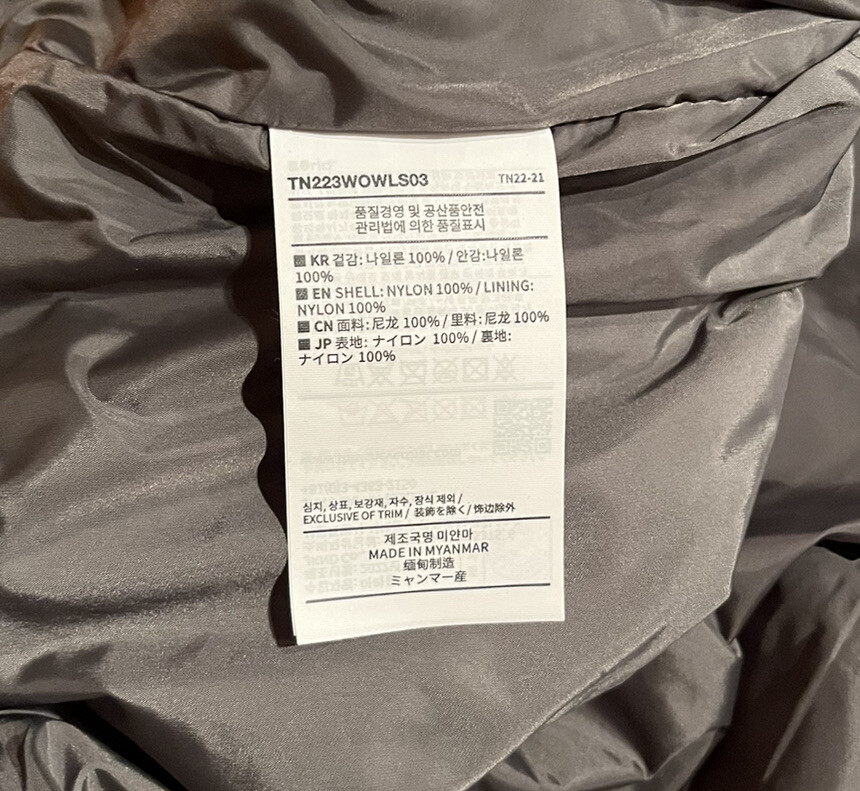 TN223WOWLS03 TN22-21
품질경영 및 공산품안전
관리법에 의한 품질표시
KR 겉감: 나일론 100% / 안감:나일론
100%
EN SHELL: NYLON 100% / LINING:
NYLON 100%
CN 面料:尼龙 100% / 里料:尼龙 100%
JP 表地: ナイロン 100% / 裏地:
ナイロン 100%
심지, 상표, 보강재, 자수, 장식 제외 /
EXCLUSIVE OF TRIM / 装飾を除く/ 饰边除外
제조국명 미얀마
MADE IN MYANMAR
缅甸制造
ミャンマー産